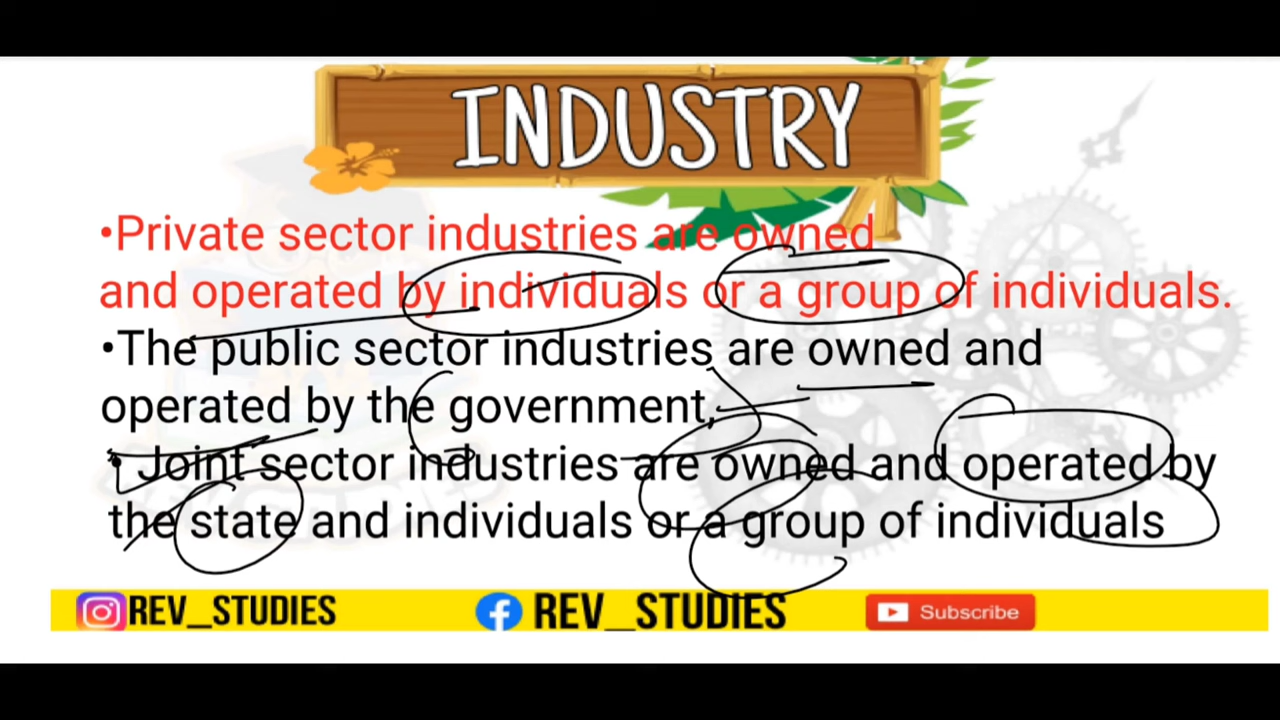 INDUSTRY
•Private sector industries are owned
and operated by individuals or a group of individuals.
•The public sector industries are owned and
operated by the government,
• Joint sector industries are owned and operated by
the state and individuals or a group of individuals
REV_STUDIES REV_STUDIES Subscribe